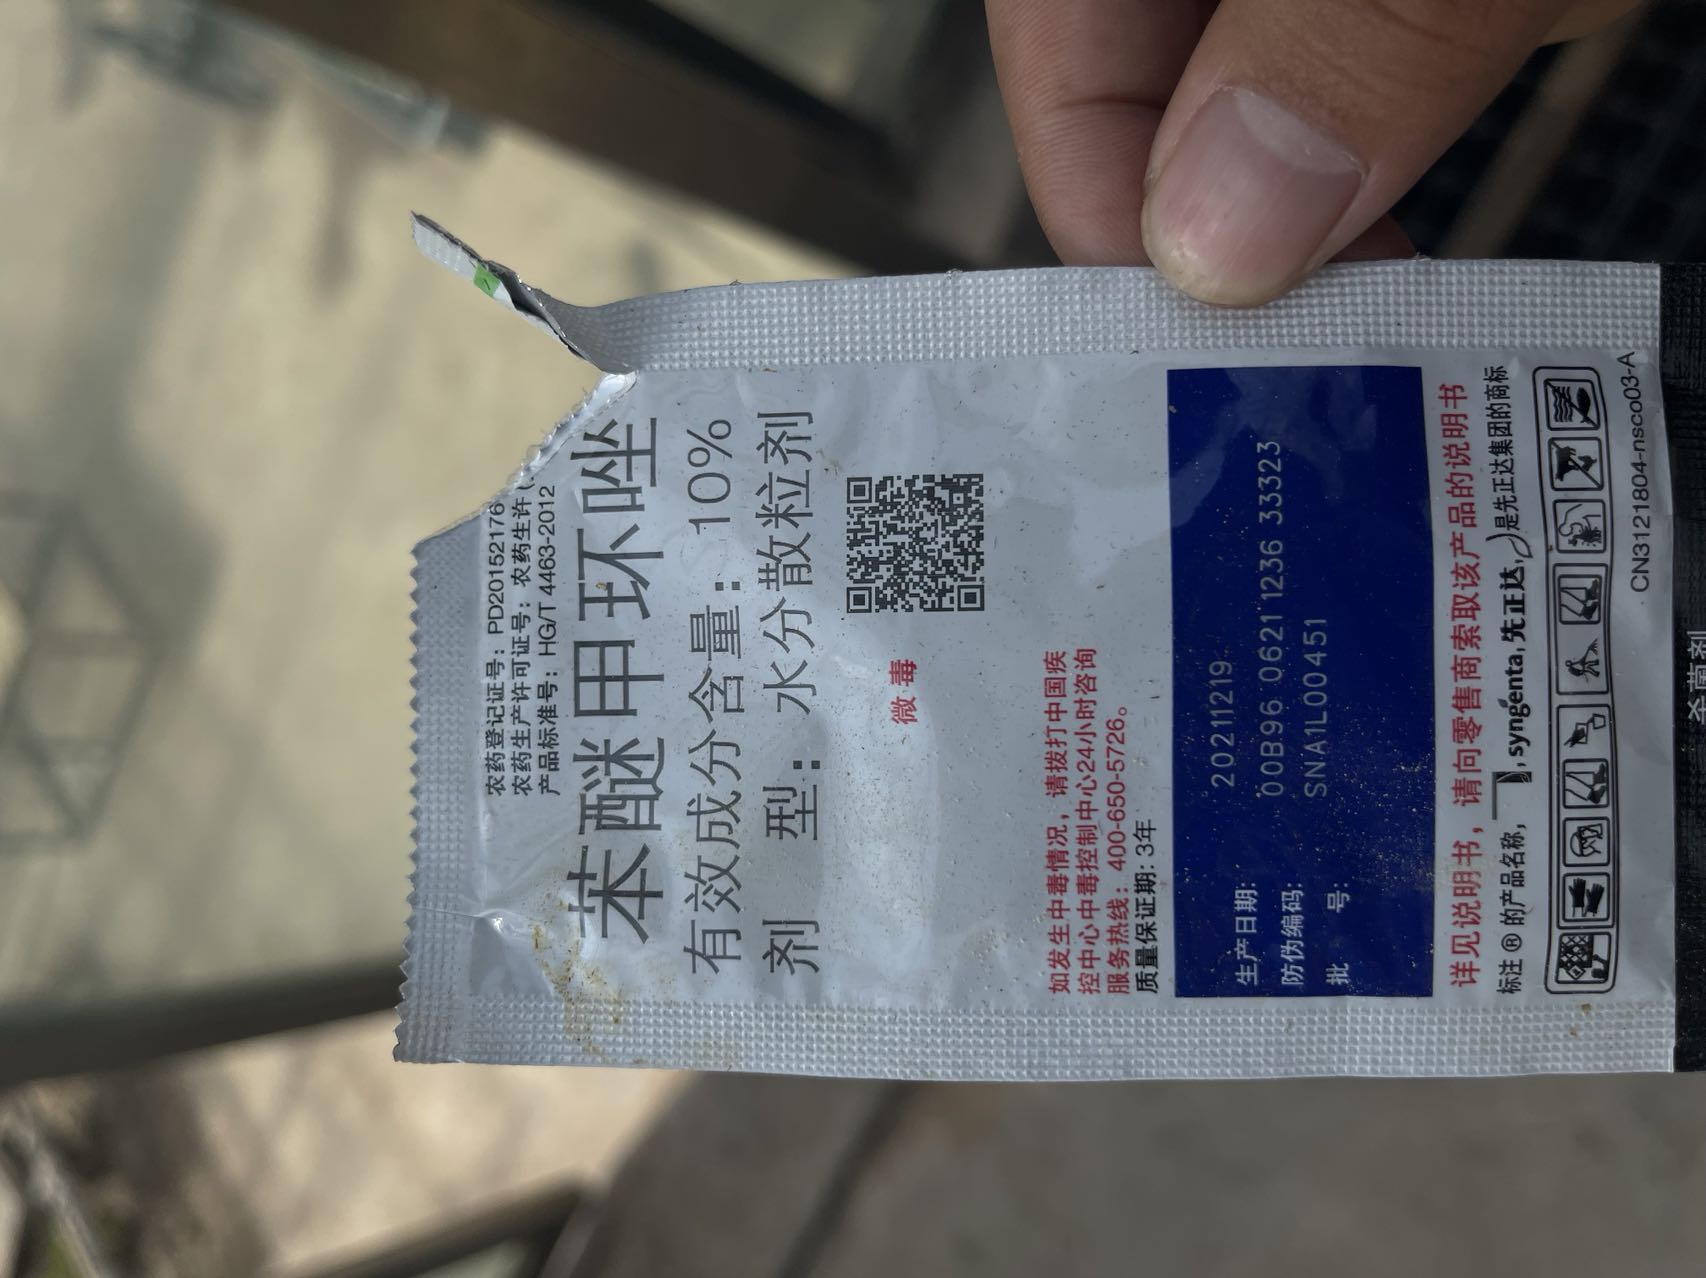 农药登记证号：PD20152176
农药生产许可证号：农药生许（
产品标准号：HG/T 4463-2012
苯醚甲环唑
有效成分含量：10%
剂 型：水分散粒剂
微毒
如发生中毒情况，请拨打中国疾
控中心中毒控制中心24小时咨询
服务热线：400-650-5726。
质量保证期：3年
生产日期: 20211219
防伪编码: 00B96 0621 1236 33323
批 号: SNA1L00451
详见说明书，请向零售商索取该产品的说明书
标注 ® 的产品名称，, syngenta, 先正达, 是先正达集团的商标
CN3121804-nsco03-A
杀菌剂